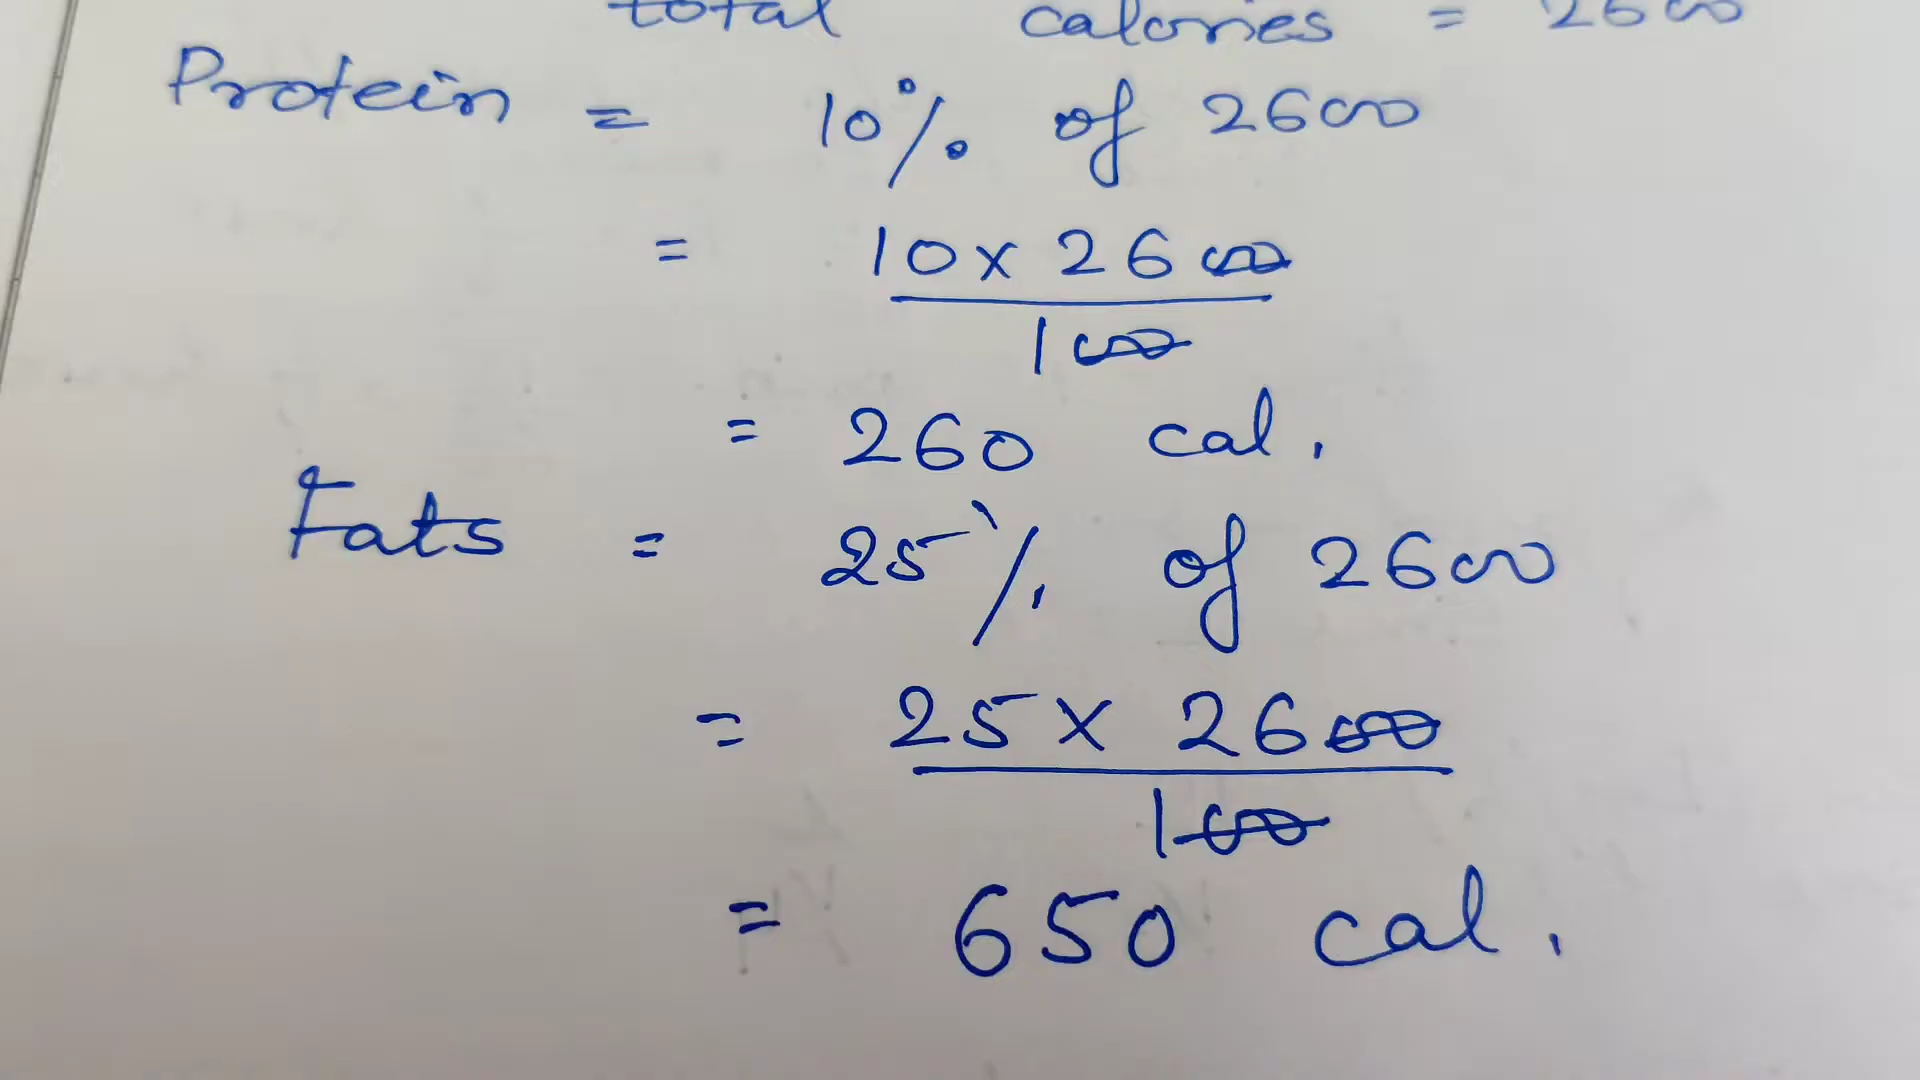 total calories = 2600
Protein = 10% of 2600
= 10 x 2600
100
= 260 cal.
Fats = 25% of 2600
= 25 x 2600
100
= 650 cal.